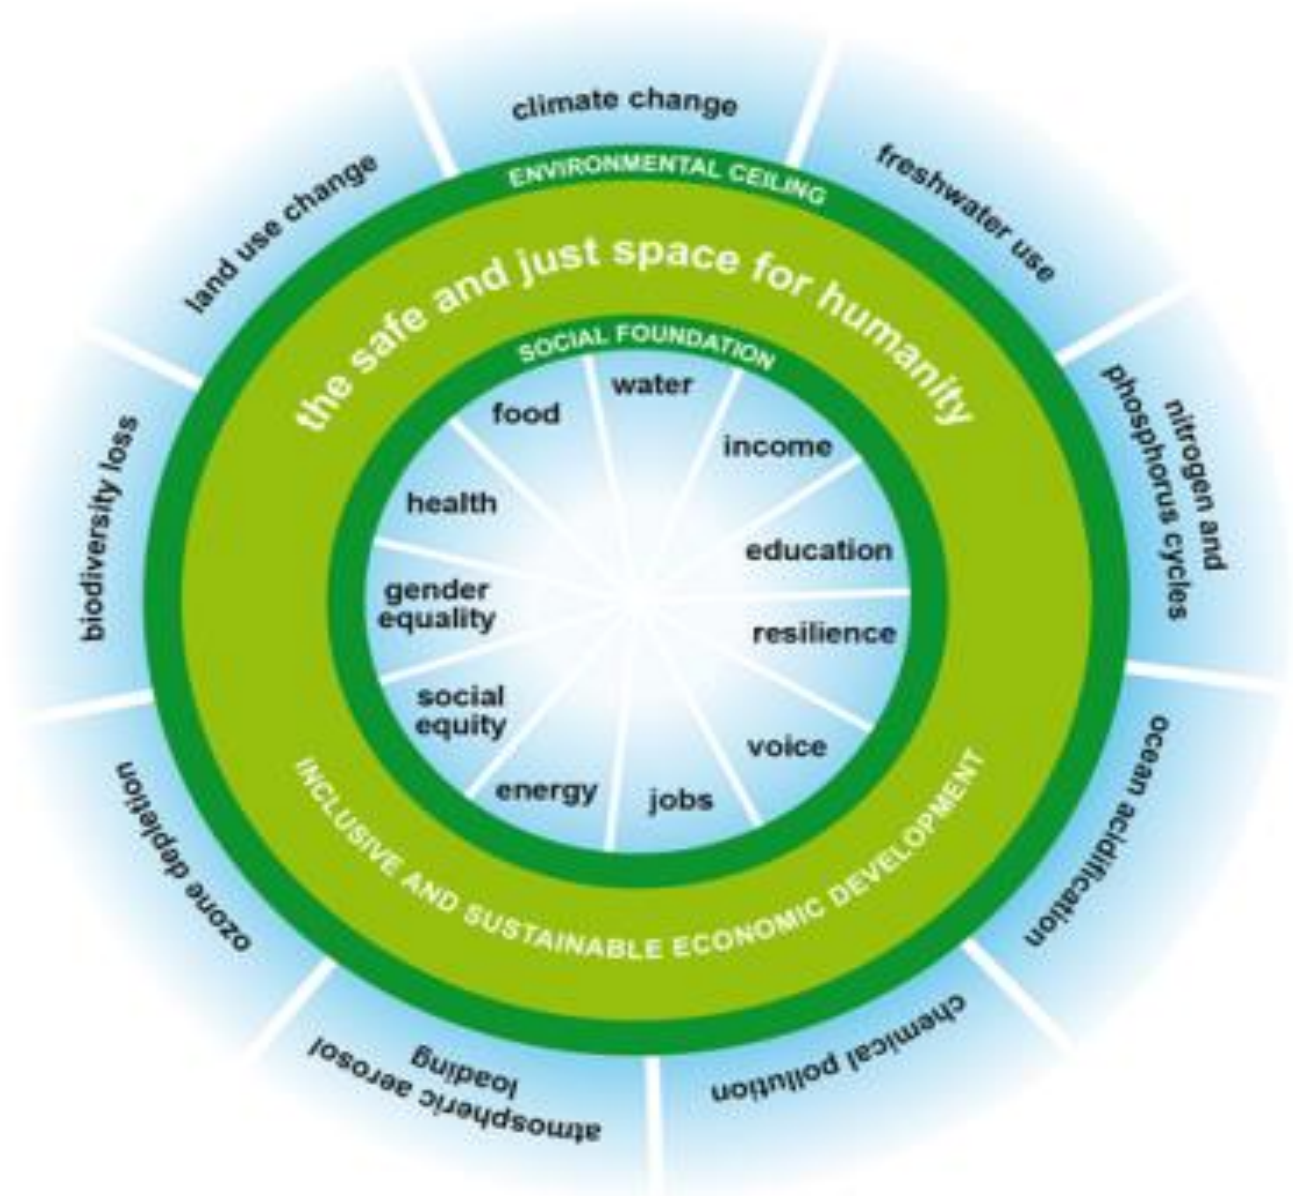 climate change
freshwater use
nitrogen and
phosphorus cycles
ocean acidification
chemical pollution
atmospheric aerosol
loading
ozone depletion
biodiversity loss
land use change
ENVIRONMENTAL CEILING
the safe and just space for humanity
SOCIAL FOUNDATION
water
income
education
resilience
voice
jobs
energy
social
equity
gender
equality
health
food
INCLUSIVE AND SUSTAINABLE ECONOMIC DEVELOPMENT